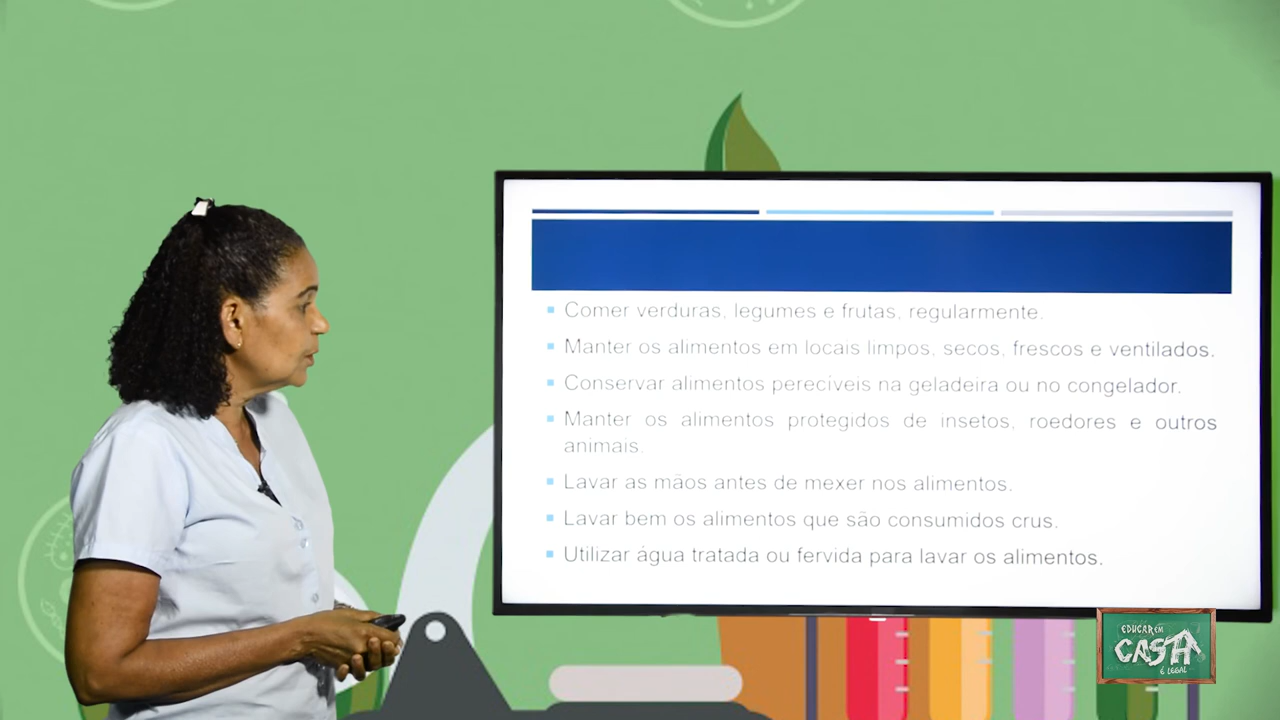 Comer verduras, legumes e frutas, regularmente.
Manter os alimentos em locais limpos, secos, frescos e ventilados.
Conservar alimentos perecíveis na geladeira ou no congelador.
Manter os alimentos protegidos de insetos, roedores e outros
animais.
Lavar as mãos antes de mexer nos alimentos.
Lavar bem os alimentos que são consumidos crus.
Utilizar água tratada ou fervida para lavar os alimentos.
EDUCAR EM
CASA
É LEGAL